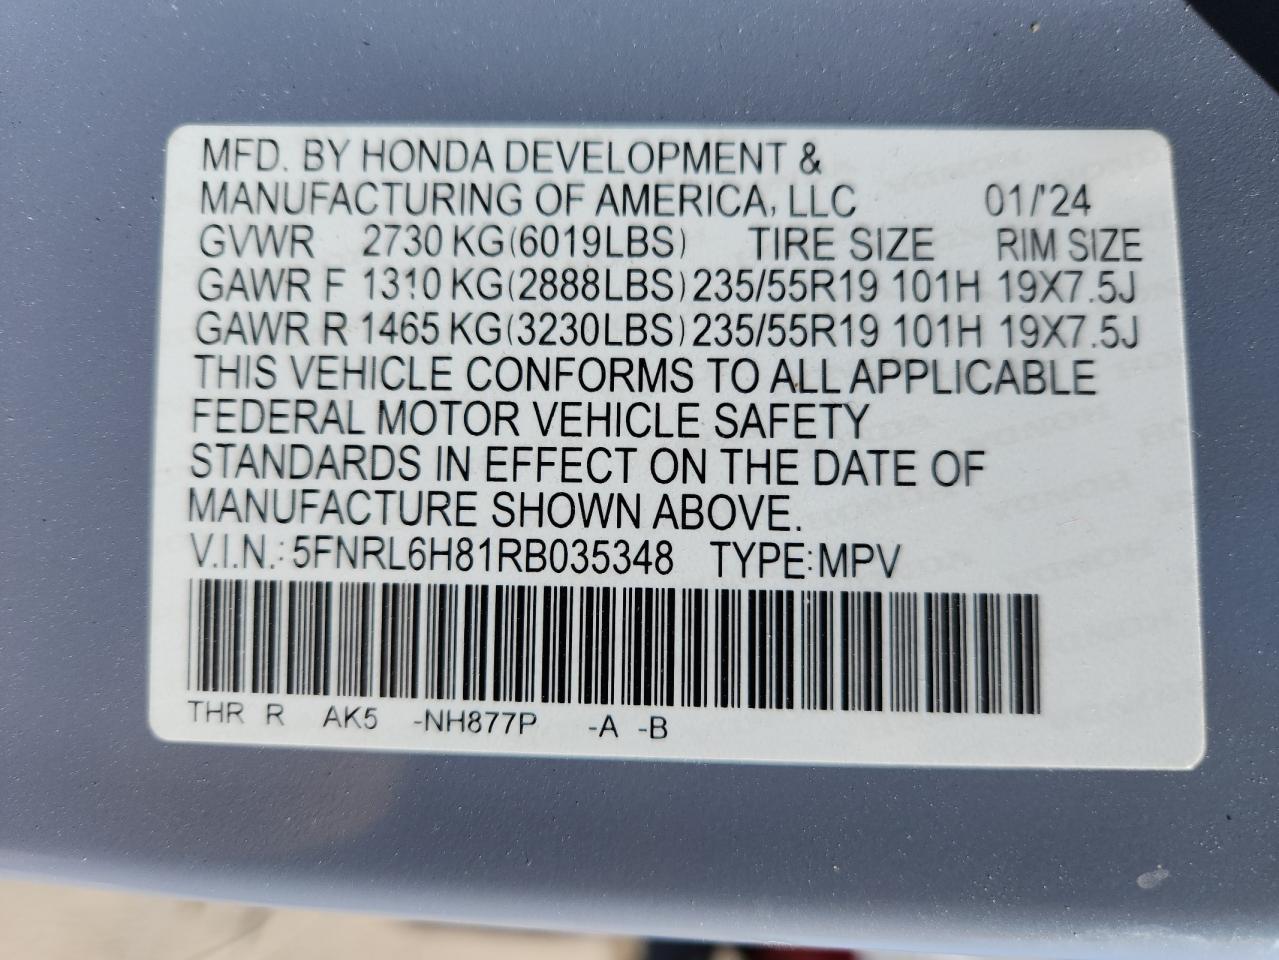 MFD. BY HONDA DEVELOPMENT &
MANUFACTURING OF AMERICA, LLC 01/'24
GVWR 2730 KG(6019LBS) TIRE SIZE RIM SIZE
GAWR F 1310 KG(2888LBS) 235/55R19 101H 19X7.5J
GAWR R 1465 KG(3230LBS) 235/55R19 101H 19X7.5J
THIS VEHICLE CONFORMS TO ALL APPLICABLE
FEDERAL MOTOR VEHICLE SAFETY
STANDARDS IN EFFECT ON THE DATE OF
MANUFACTURE SHOWN ABOVE.
V.I.N.: 5FNRL6H81RB035348 TYPE:MPV
THR R AK5 -NH877P -A -B